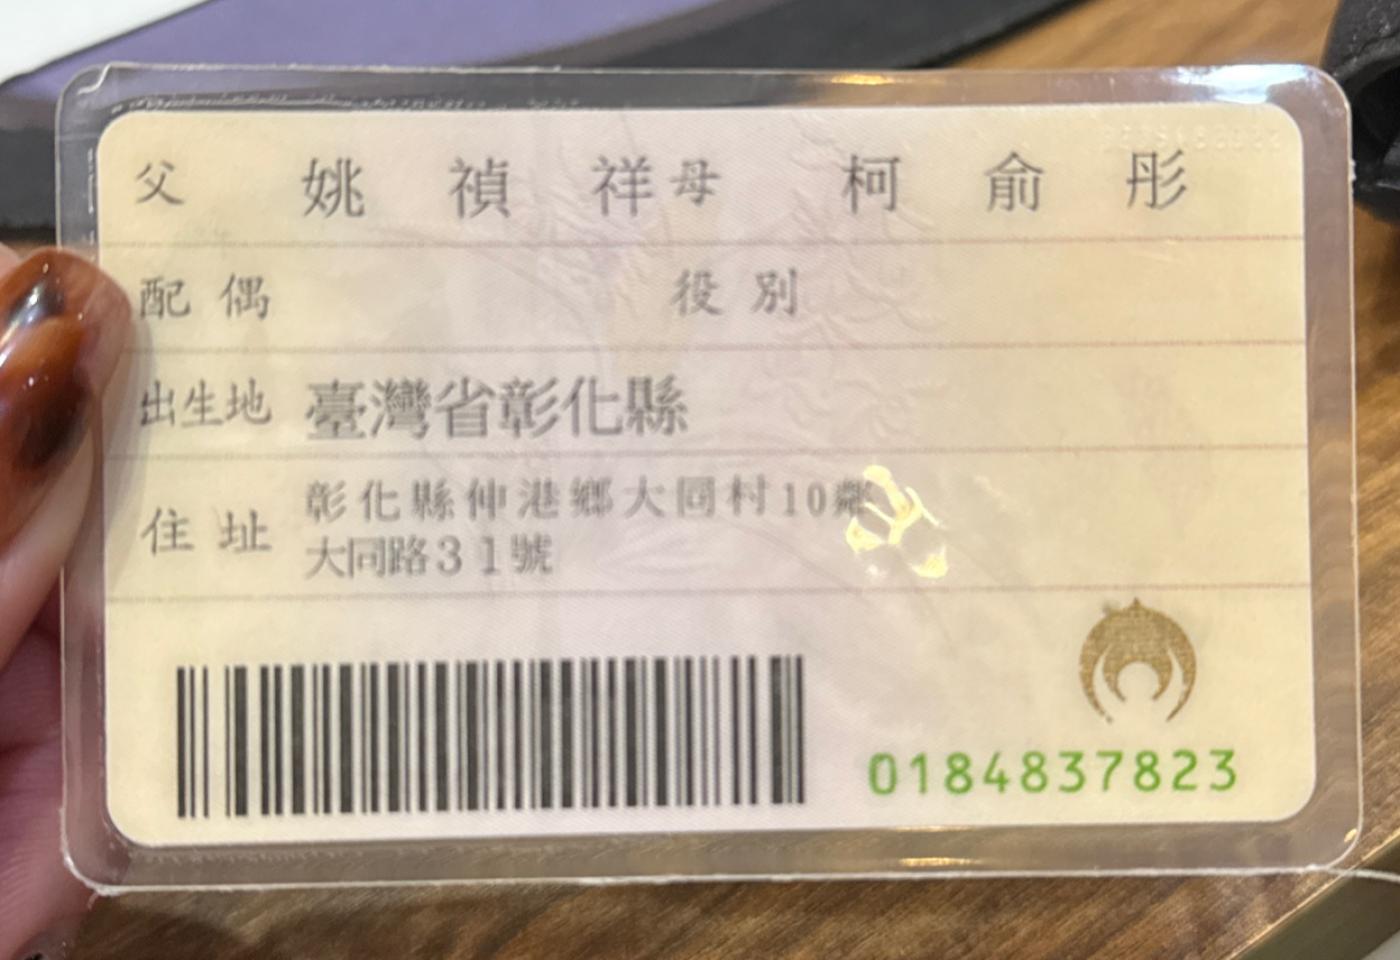 父 姚禎祥 母 柯俞彤
配偶 役別
出生地 臺灣省彰化縣
住址 彰化縣伸港鄉大同村10鄰
大同路31號
0184837823